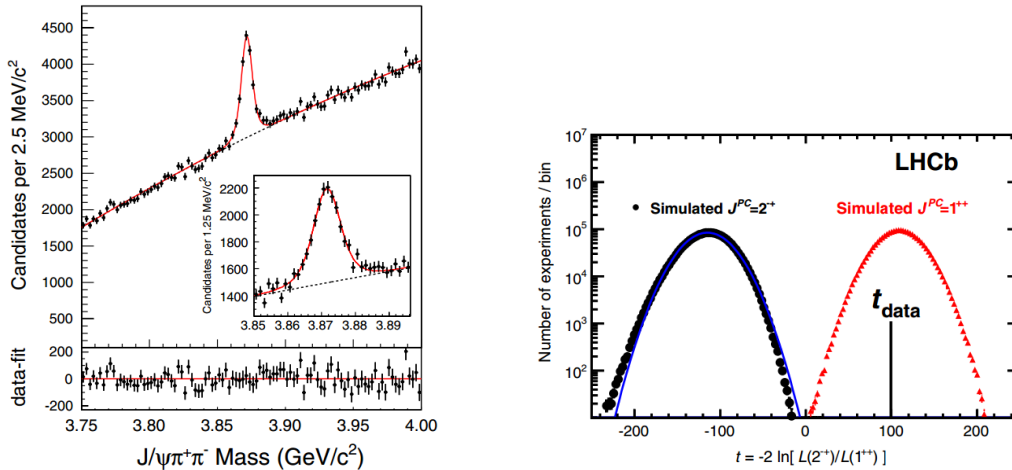 4500
4000
3500
3000
2500
2000
1500
Candidates per 2.5 MeV/c²
2200
2000
1800
1600
1400
Candidates per 1.25 MeV/c²
3.85 3.86 3.87 3.88 3.89
200
0
-200
data-fit
3.75 3.80 3.85 3.90 3.95 4.00
J/ψπ⁺π⁻ Mass (GeV/c²)
10⁷
10⁶
10⁵
10⁴
10³
10²
10
Number of experiments / bin
LHCb
Simulated J^PC=2⁻⁺
Simulated J^PC=1⁺⁺
t_data
-200 -100 0 100 200
t = -2 ln[ L(2⁻⁺)/L(1⁺⁺) ]